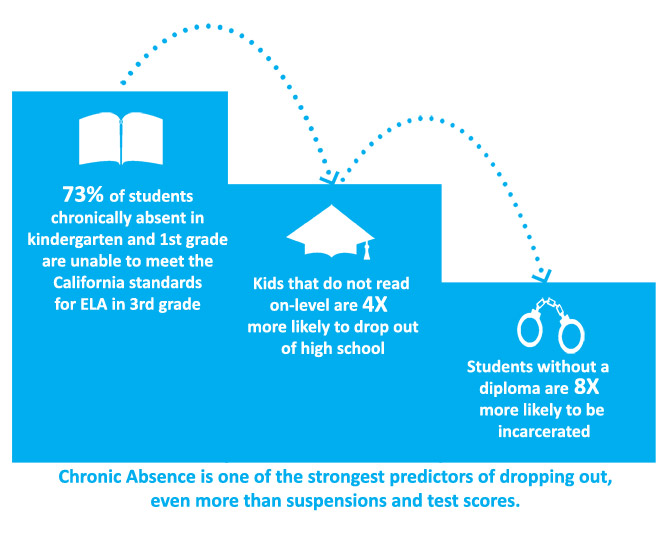 73% of students
chronically absent in
kindergarten and 1st grade
are unable to meet the
California standards
for ELA in 3rd grade
Kids that do not read
on-level are 4X
more likely to drop out
of high school
Students without a
diploma are 8X
more likely to be
incarcerated
Chronic Absence is one of the strongest predictors of dropping out,
even more than suspensions and test scores.